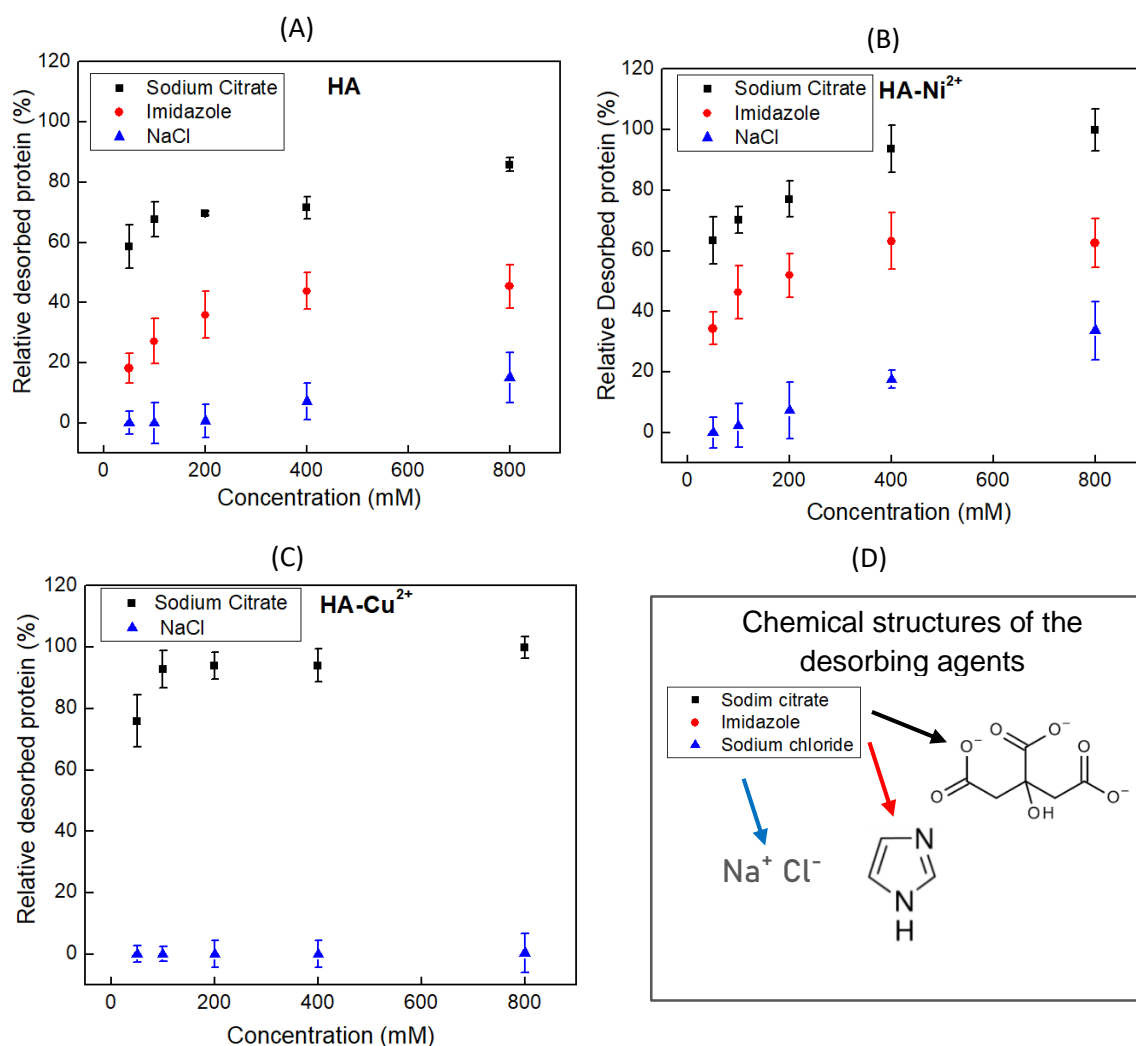 (A)
Relative desorbed protein (%)
120
100
80
60
40
20
0
Sodium Citrate
Imidazole
NaCl
HA
0
200
400
600
800
Concentration (mM)
(B)
Relative Desorbed protein (%)
120
100
80
60
40
20
0
Sodium Citrate
Imidazole
NaCl
HA-Ni²⁺
0
200
400
600
800
Concentration (mM)
(C)
Relative desorbed protein (%)
120
100
80
60
40
20
0
Sodium Citrate
NaCl
HA-Cu²⁺
0
200
400
600
800
Concentration (mM)
(D)
Chemical structures of the
desorbing agents
Sodim citrate
Imidazole
Sodium chloride
Na⁺ Cl⁻
N
N
H
O⁻
O
O
O⁻
O
O⁻
OH